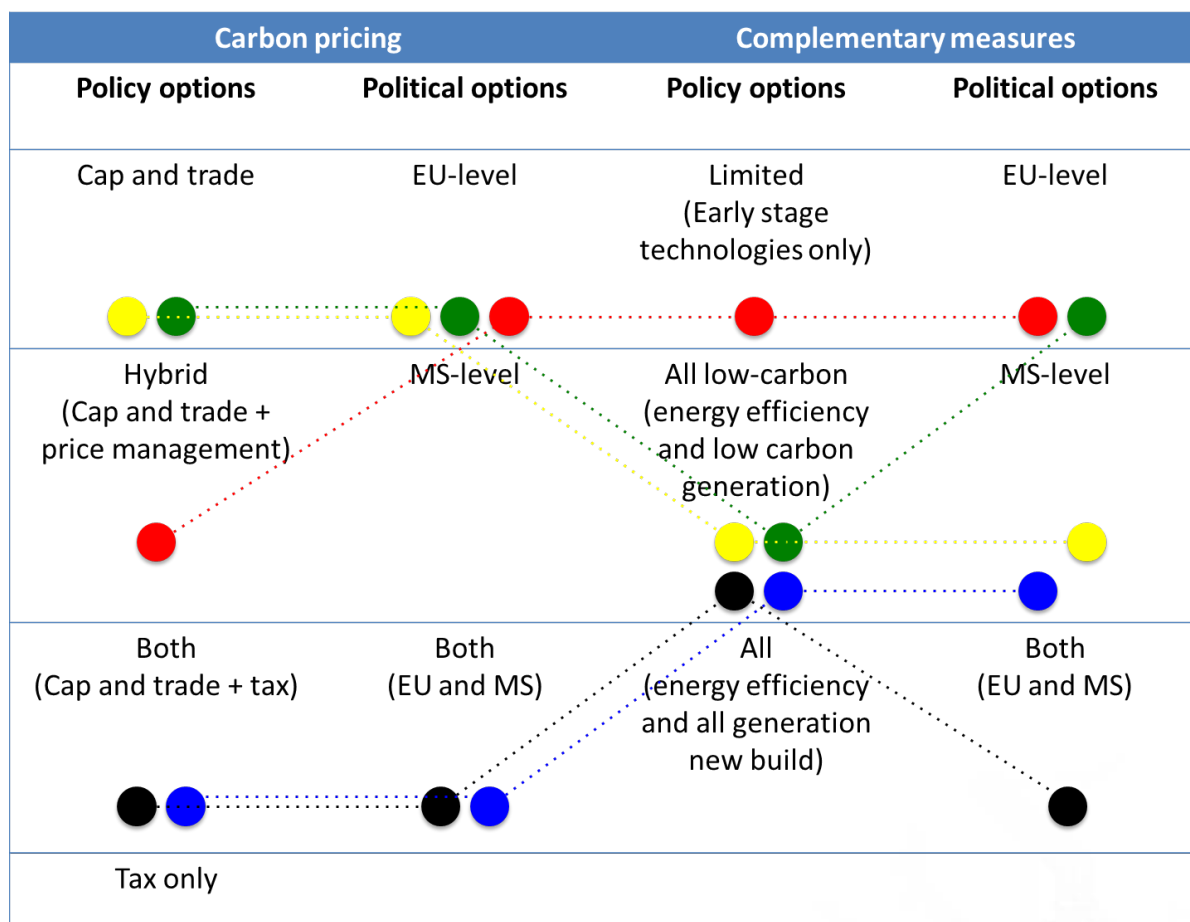 Carbon pricing
Complementary measures
Policy options
Political options
Policy options
Political options
Cap and trade
EU-level
Limited
(Early stage
technologies only)
EU-level
Hybrid
(Cap and trade +
price management)
MS-level
All low-carbon
(energy efficiency
and low carbon
generation)
MS-level
Both
(Cap and trade + tax)
Both
(EU and MS)
All
(energy efficiency
and all generation
new build)
Both
(EU and MS)
Tax only